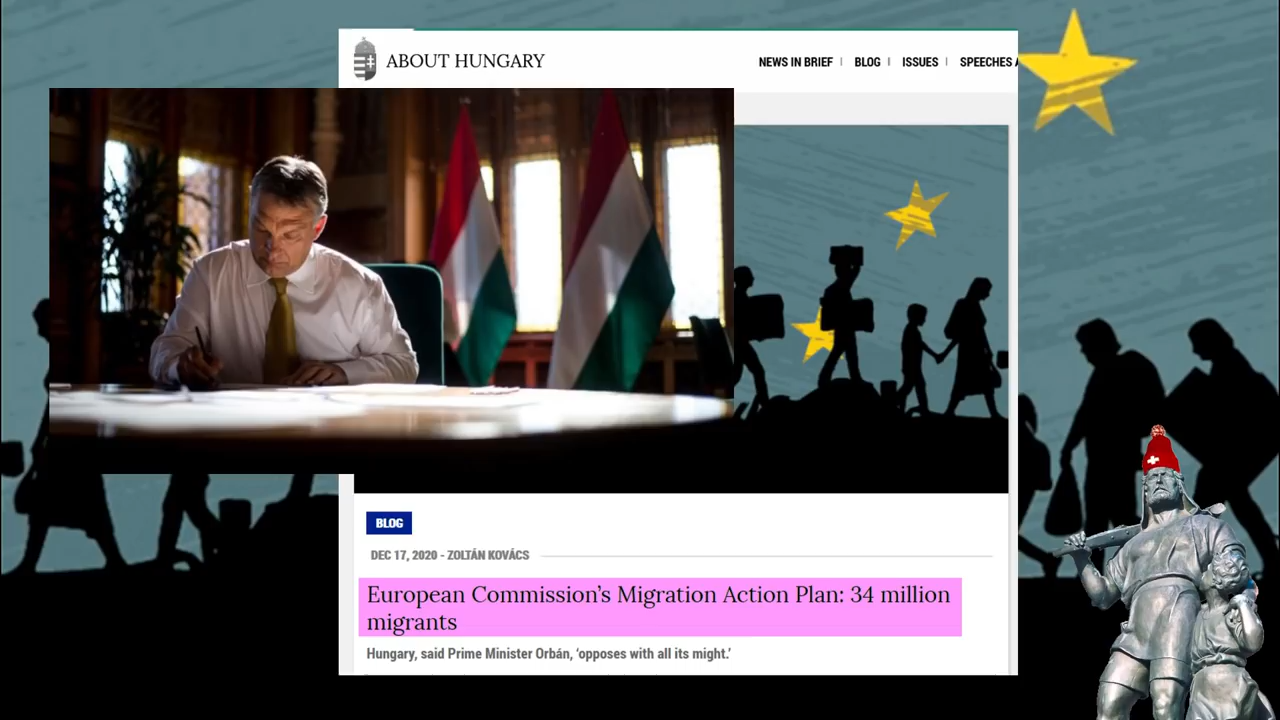 ABOUT HUNGARY
NEWS IN BRIEF | BLOG | ISSUES | SPEECHES A
BLOG
DEC 17, 2020 - ZOLTÁN KOVÁCS
European Commission’s Migration Action Plan: 34 million
migrants
Hungary, said Prime Minister Orbán, ‘opposes with all its might.’